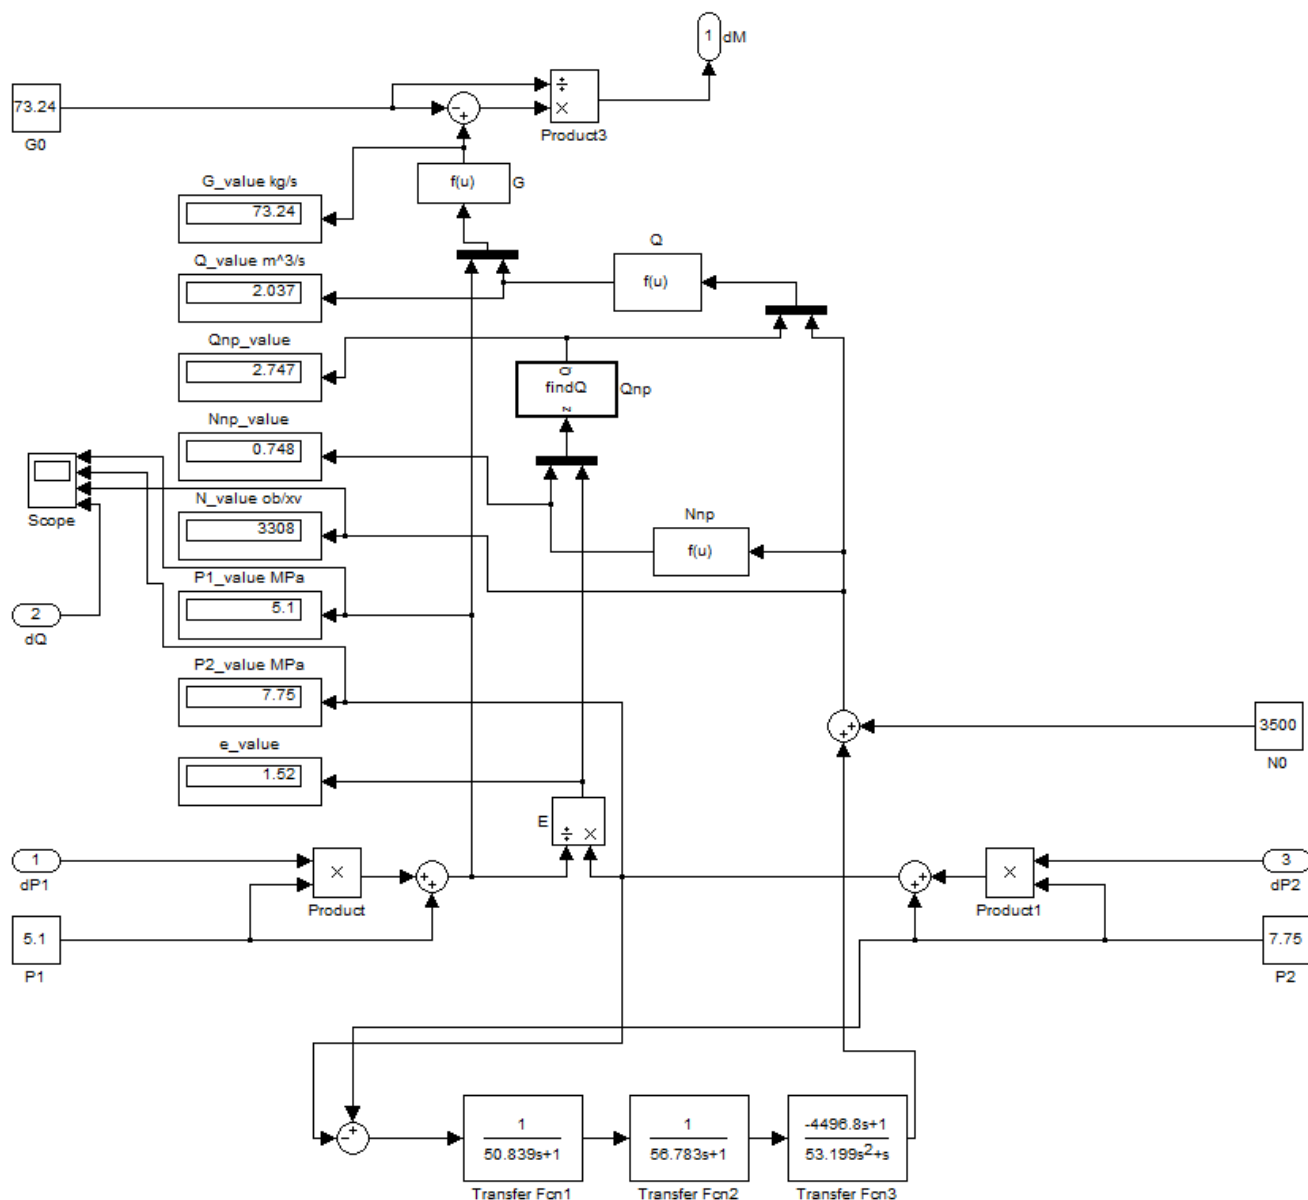 1
dM
73.24
G0
÷
×
Product3
- +
f(u)
G
G_value kg/s
73.24
Q_value m^3/s
2.037
Q
f(u)
Qnp_value
2.747
Q
findQ
z
Qnp
Nnp_value
0.748
Scope
N_value ob/xv
3308
Nnp
f(u)
P1_value MPa
5.1
2
dQ
P2_value MPa
7.75
+ +
3500
N0
e_value
1.52
E
÷ ×
1
dP1
×
Product
+ +
+ +
×
Product1
3
dP2
5.1
P1
7.75
P2
+ -
1
50.839s+1
Transfer Fcn1
1
56.783s+1
Transfer Fcn2
-4496.8s+1
53.199s2+s
Transfer Fcn3